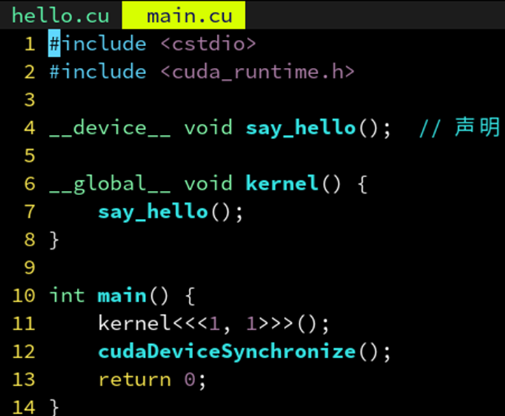 hello.cu main.cu
1 #include <cstdio>
2 #include <cuda_runtime.h>
3
4 __device__ void say_hello();  // 声明
5
6 __global__ void kernel() {
7     say_hello();
8 }
9
10 int main() {
11     kernel<<<1, 1>>>();
12     cudaDeviceSynchronize();
13     return 0;
14 }